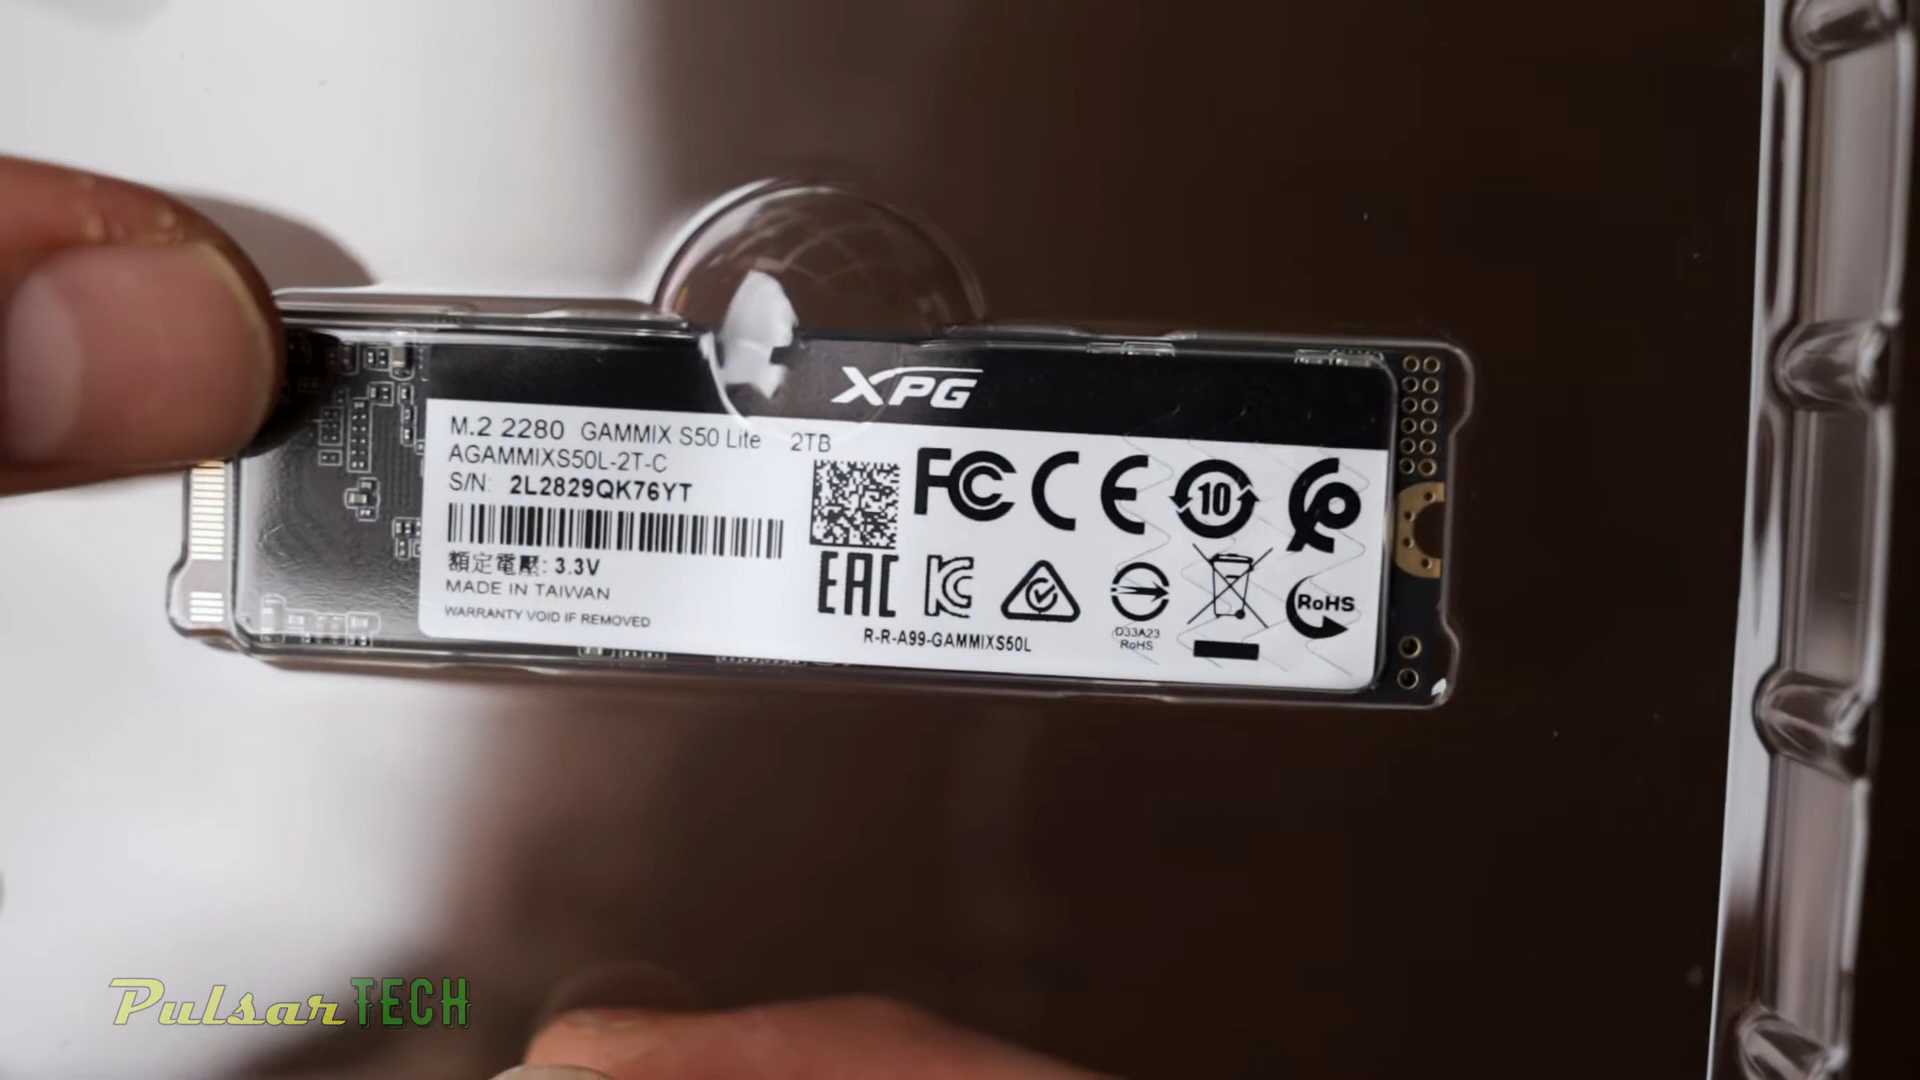 XPG
M.2 2280 GAMMIX S50 Lite 2TB
AGAMMIXS50L-2T-C
S/N: 2L2829QK76YT
額定電壓: 3.3V
MADE IN TAIWAN
WARRANTY VOID IF REMOVED
FC CE 10
EAC KC
R-R-A99-GAMMIXS50L
D33A23
RoHS
RoHS
PulsarTECH